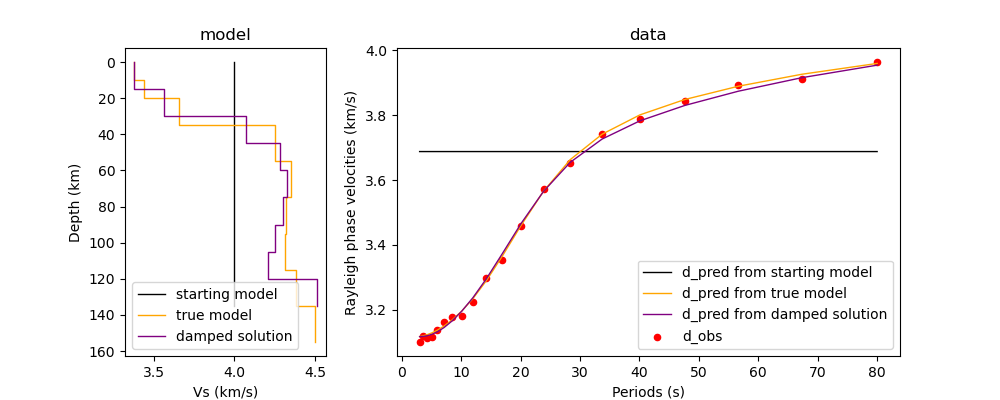 model
0
20
40
60
80
100
120
140
160
Depth (km)
3.5
4.0
4.5
Vs (km/s)
starting model
true model
damped solution
data
4.0
3.8
3.6
3.4
3.2
Rayleigh phase velocities (km/s)
0
10
20
30
40
50
60
70
80
Periods (s)
d_pred from starting model
d_pred from true model
d_pred from damped solution
d_obs